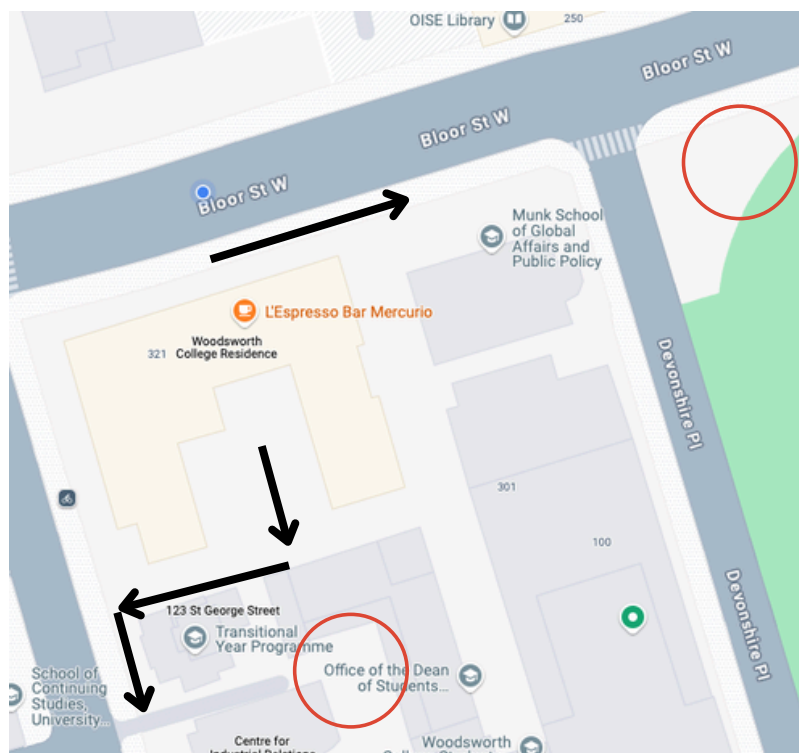 OISE Library
250
Bloor St W
Bloor St W
Bloor St W
Munk School
of Global
Affairs and
Public Policy
L'Espresso Bar Mercurio
Woodsworth
College Residence
321
Devonshire Pl
301
100
Devonshire Pl
123 St George Street
Transitional
Year Programme
Office of the Dean
of Students...
School of
Continuing
Studies,
University...
Centre for
Industrial Relations
Woodsworth